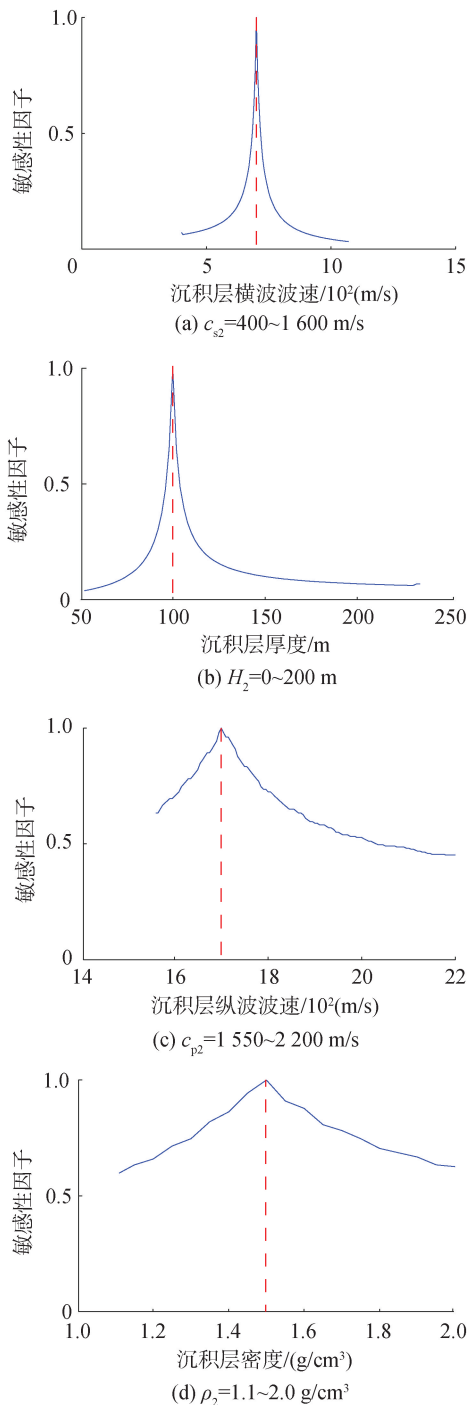 1.0
敏感性因子
0.5
0 5 10 15
沉积层横波波速/10²(m/s)
(a) cs2=400~1 600 m/s
1.0
敏感性因子
0.5
0
50 100 150 200 250
沉积层厚度/m
(b) H2=0~200 m
1.0
敏感性因子
0.5
0
14 16 18 20 22
沉积层纵波波速/10²(m/s)
(c) cp2=1 550~2 200 m/s
1.0
敏感性因子
0.5
0
1.0 1.2 1.4 1.6 1.8 2.0
沉积层密度/(g/cm³)
(d) ρ2=1.1~2.0 g/cm³